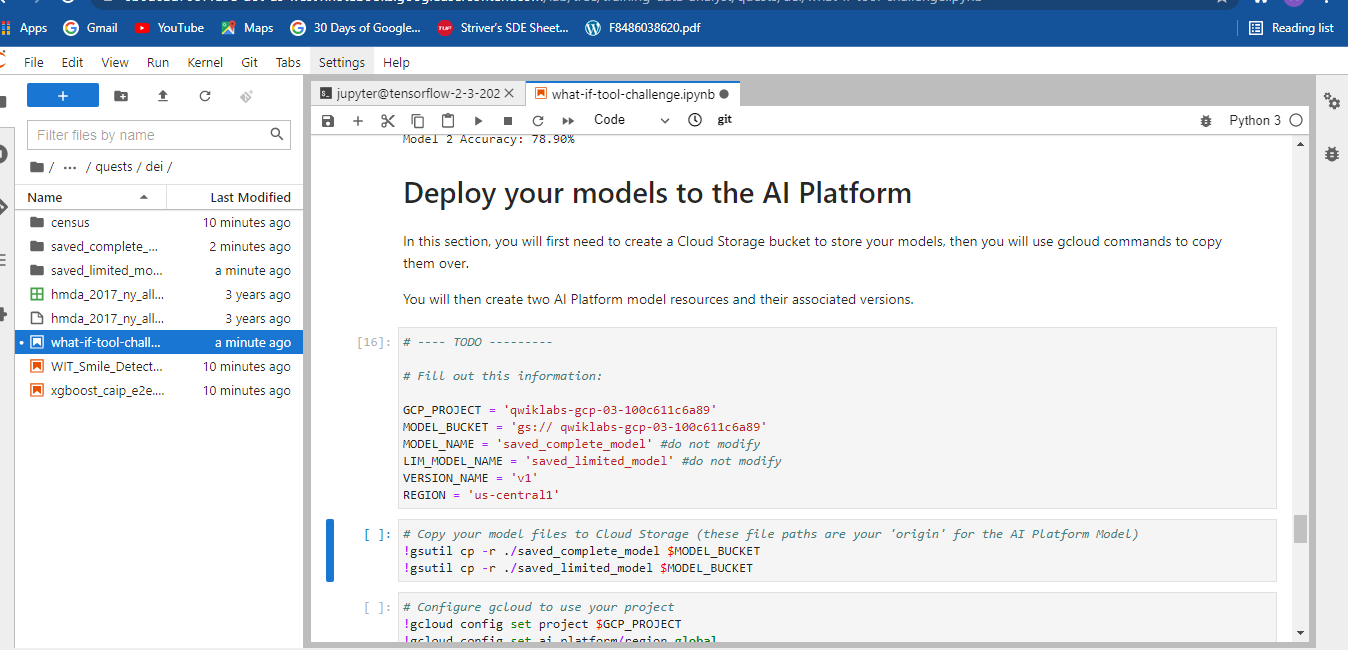 Apps Gmail YouTube Maps 30 Days of Google... TUF Striver's SDE Sheet... F8486038620.pdf Reading list
File Edit View Run Kernel Git Tabs Settings Help
jupyter@tensorflow-2-3-202 what-if-tool-challenge.ipynb
Code git Python 3
Filter files by name
/ ... / quests / dei /
Name Last Modified
census 10 minutes ago
saved_complete_... 2 minutes ago
saved_limited_mo... a minute ago
hmda_2017_ny_all... 3 years ago
hmda_2017_ny_all... 3 years ago
what-if-tool-chall... a minute ago
WIT_Smile_Detect... 10 minutes ago
xgboost_caip_e2e.... 10 minutes ago
Model 2 Accuracy: 78.90%
Deploy your models to the AI Platform
In this section, you will first need to create a Cloud Storage bucket to store your models, then you will use gcloud commands to copy
them over.
You will then create two AI Platform model resources and their associated versions.
[16]: # ---- TODO ---------
# Fill out this information:
GCP_PROJECT = 'qwiklabs-gcp-03-100c611c6a89'
MODEL_BUCKET = 'gs:// qwiklabs-gcp-03-100c611c6a89'
MODEL_NAME = 'saved_complete_model' #do not modify
LIM_MODEL_NAME = 'saved_limited_model' #do not modify
VERSION_NAME = 'v1'
REGION = 'us-central1'
[ ]: # Copy your model files to Cloud Storage (these file paths are your 'origin' for the AI Platform Model)
!gsutil cp -r ./saved_complete_model $MODEL_BUCKET
!gsutil cp -r ./saved_limited_model $MODEL_BUCKET
[ ]: # Configure gcloud to use your project
!gcloud config set project $GCP_PROJECT
!gcloud config set ai_platform/region global